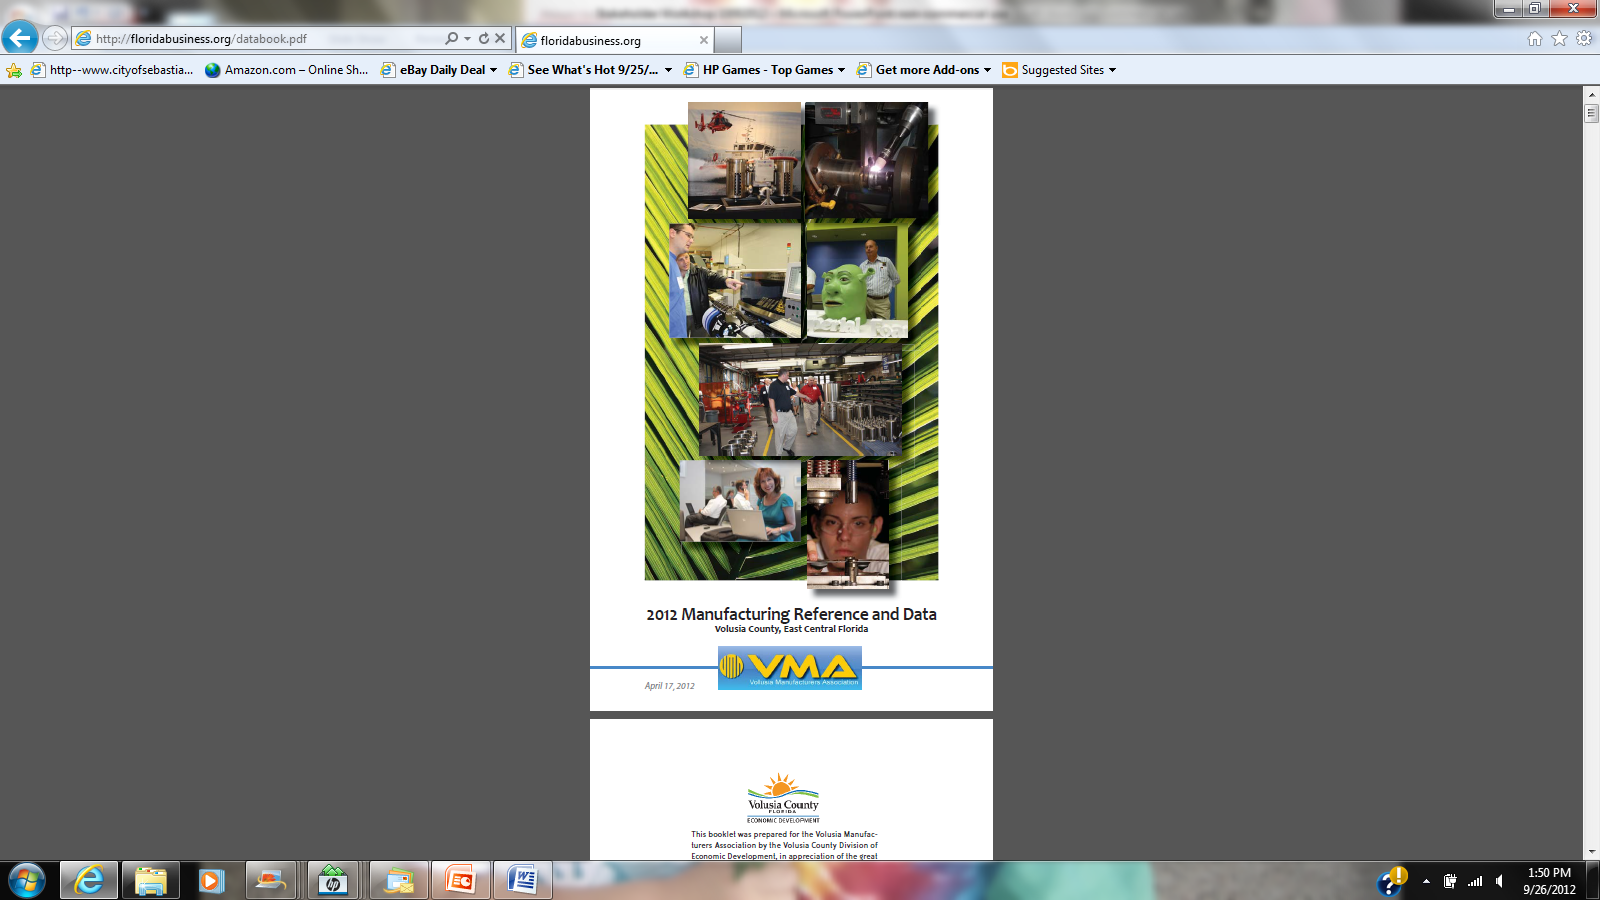 http://floridabusiness.org/databook.pdf
floridabusiness.org
http--www.cityofsebastia...
Amazon.com – Online Sh...
eBay Daily Deal
See What's Hot 9/25/...
HP Games - Top Games
Get more Add-ons
Suggested Sites
2012 Manufacturing Reference and Data
Volusia County, East Central Florida
VMA
Volusia Manufacturers Association
April 17, 2012
Volusia County
FLORIDA
ECONOMIC DEVELOPMENT
This booklet was prepared for the Volusia Manufac-
turers Association by the Volusia County Division of
Economic Development, in appreciation of the great
1:50 PM
9/26/2012